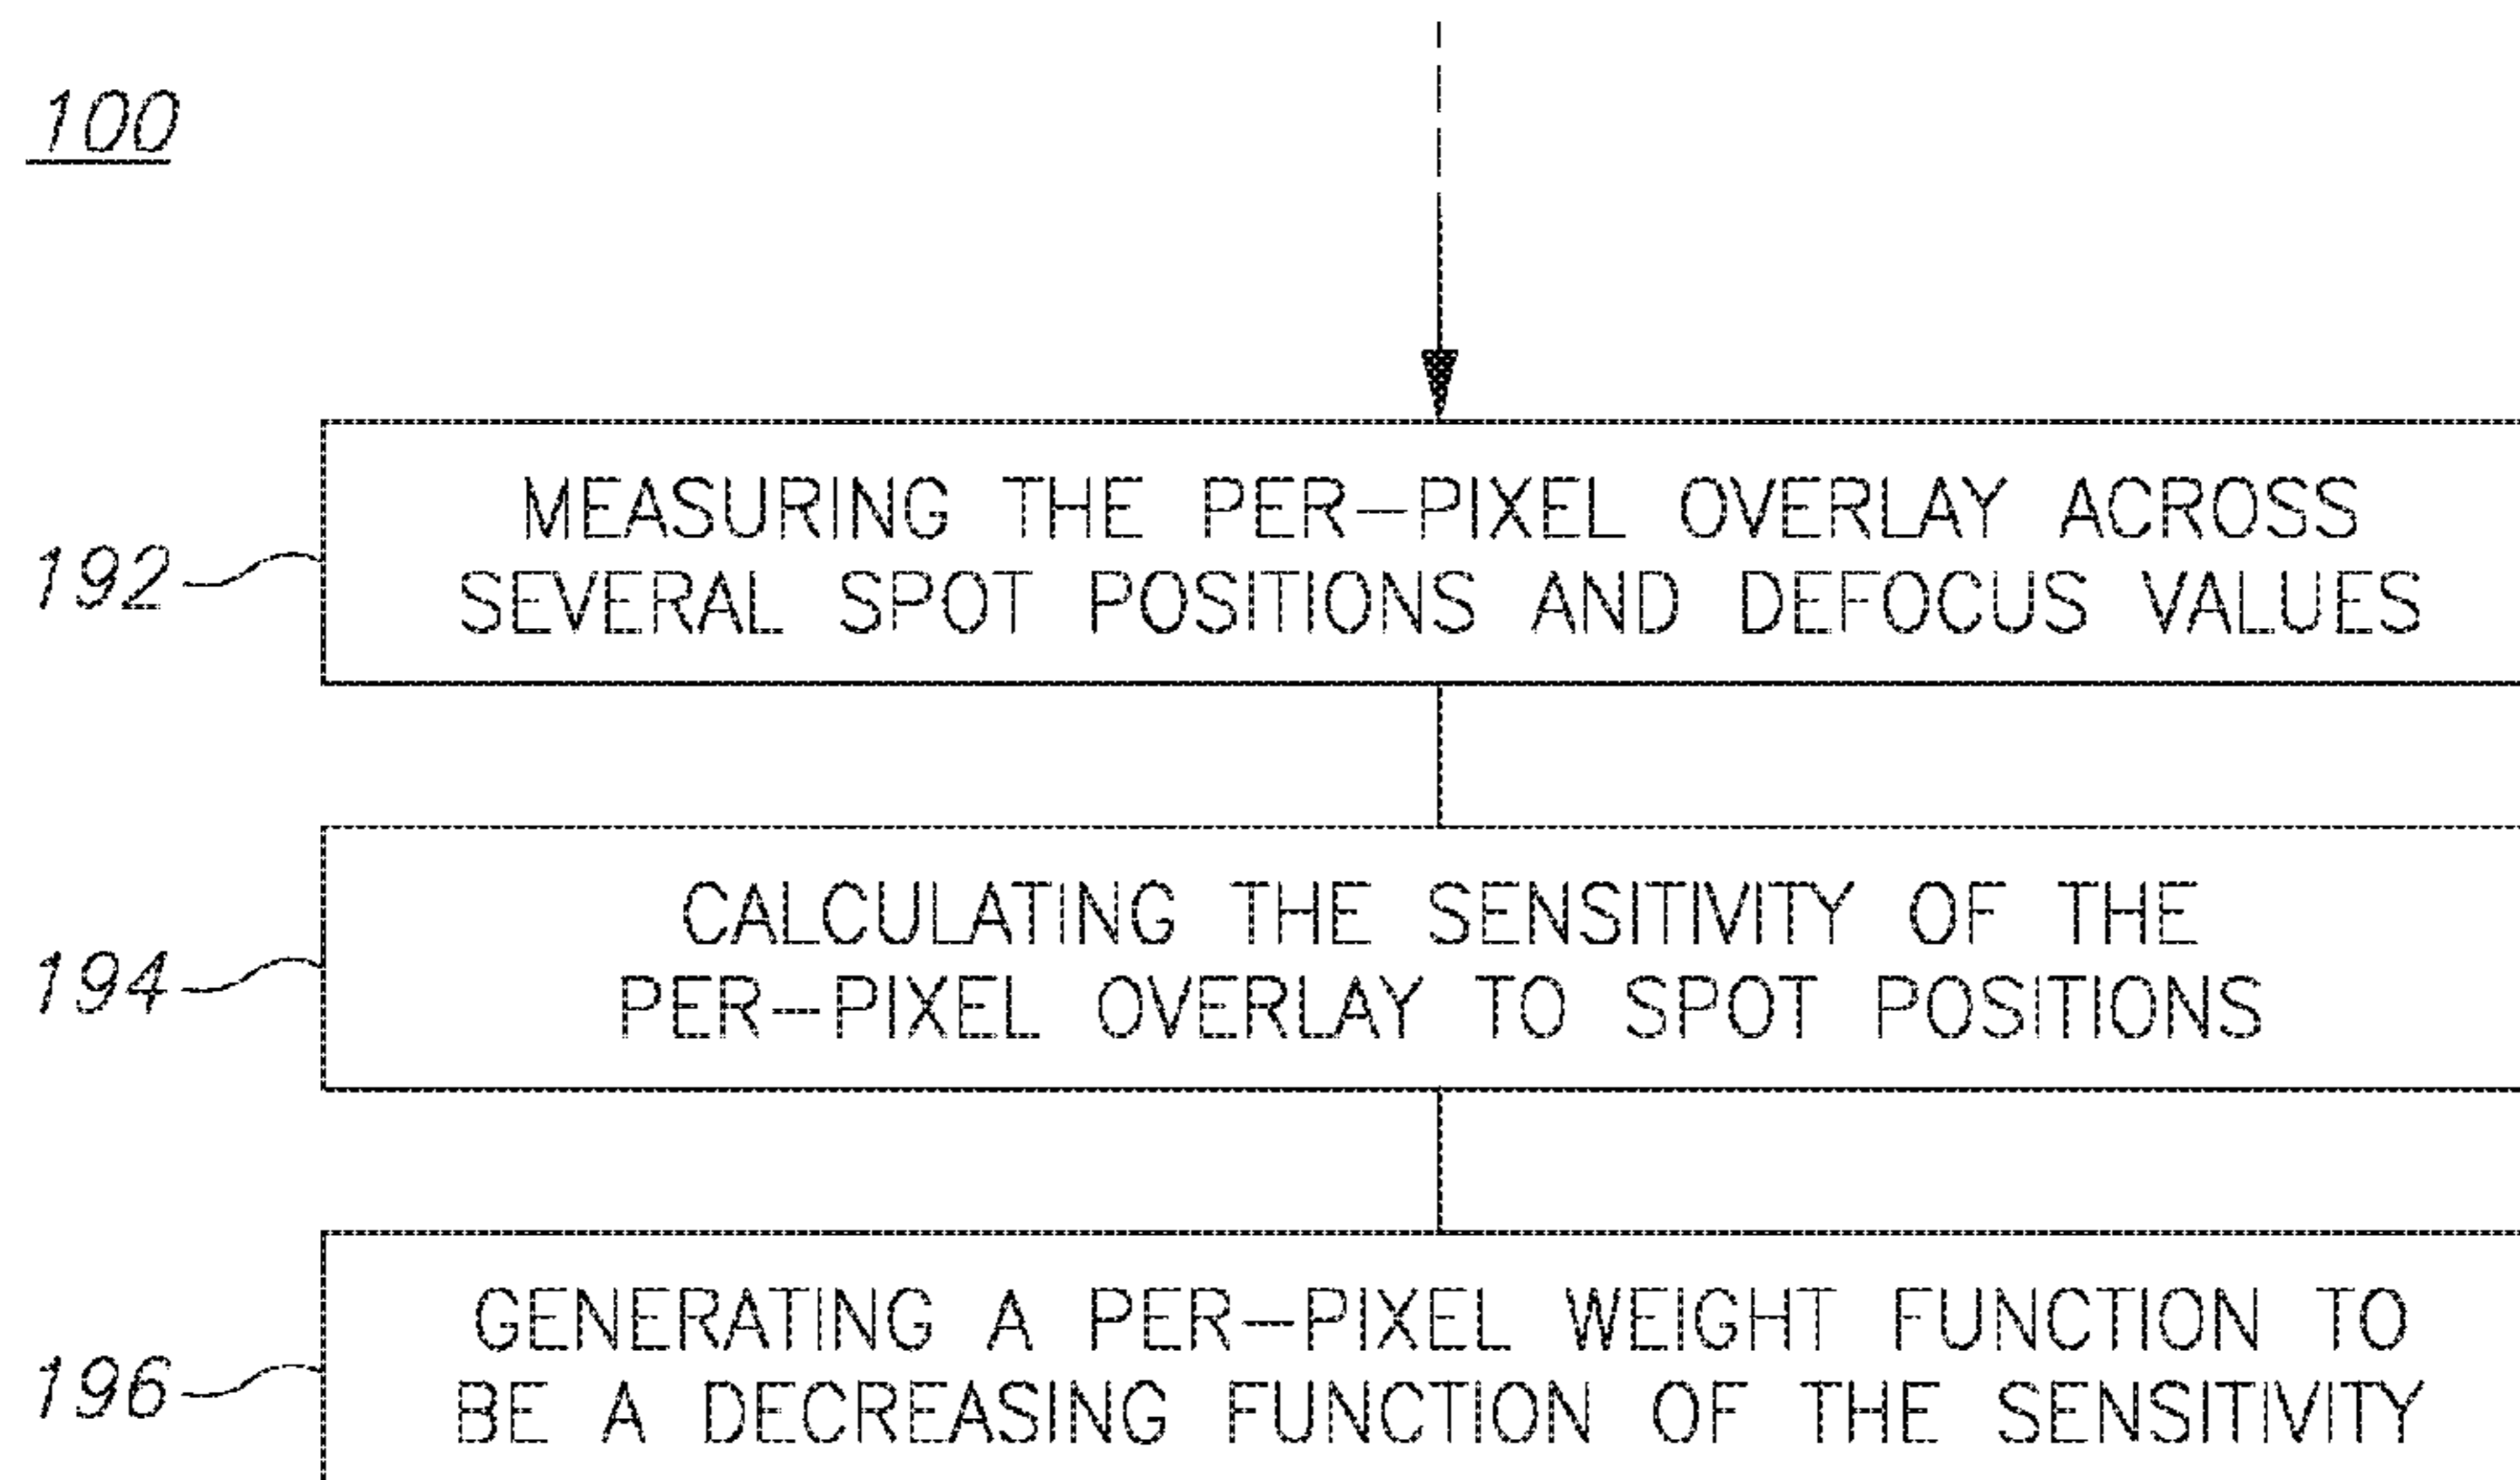 100
192
MEASURING THE PER-PIXEL OVERLAY ACROSS
SEVERAL SPOT POSITIONS AND DEFOCUS VALUES
194
CALCULATING THE SENSITIVITY OF THE
PER-PIXEL OVERLAY TO SPOT POSITIONS
196
GENERATING A PER-PIXEL WEIGHT FUNCTION TO
BE A DECREASING FUNCTION OF THE SENSITIVITY